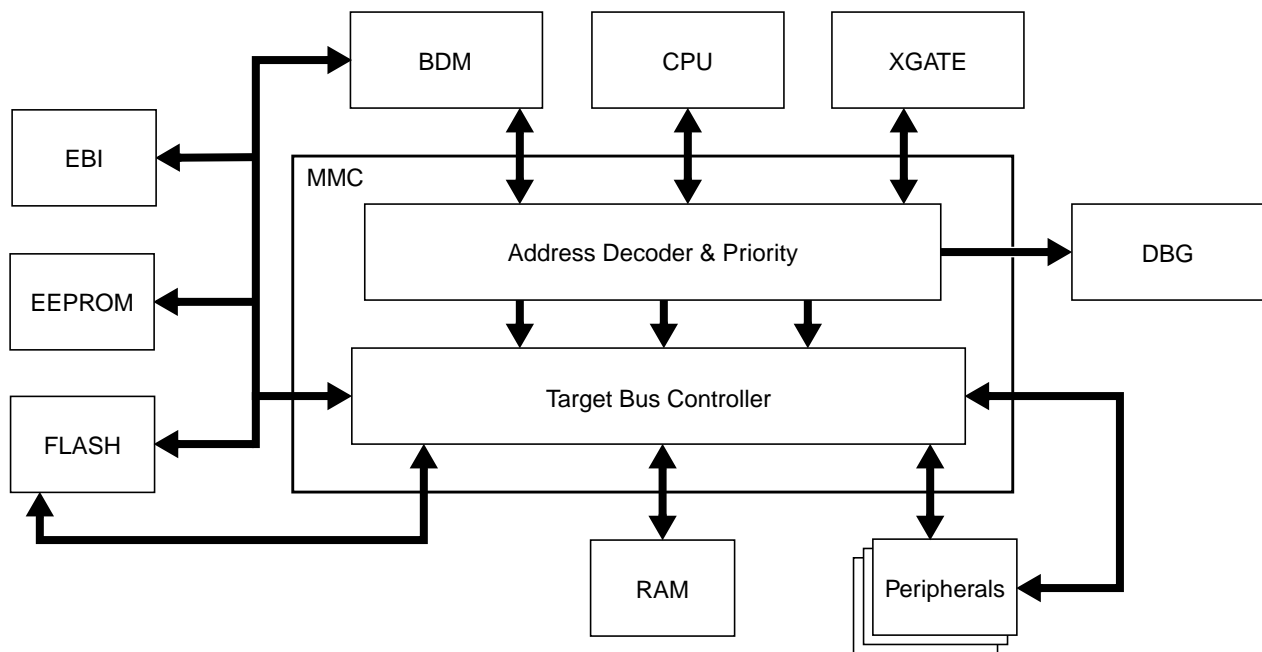 BDM
CPU
XGATE
EBI
MMC
Address Decoder & Priority
DBG
EEPROM
Target Bus Controller
FLASH
RAM
Peripherals